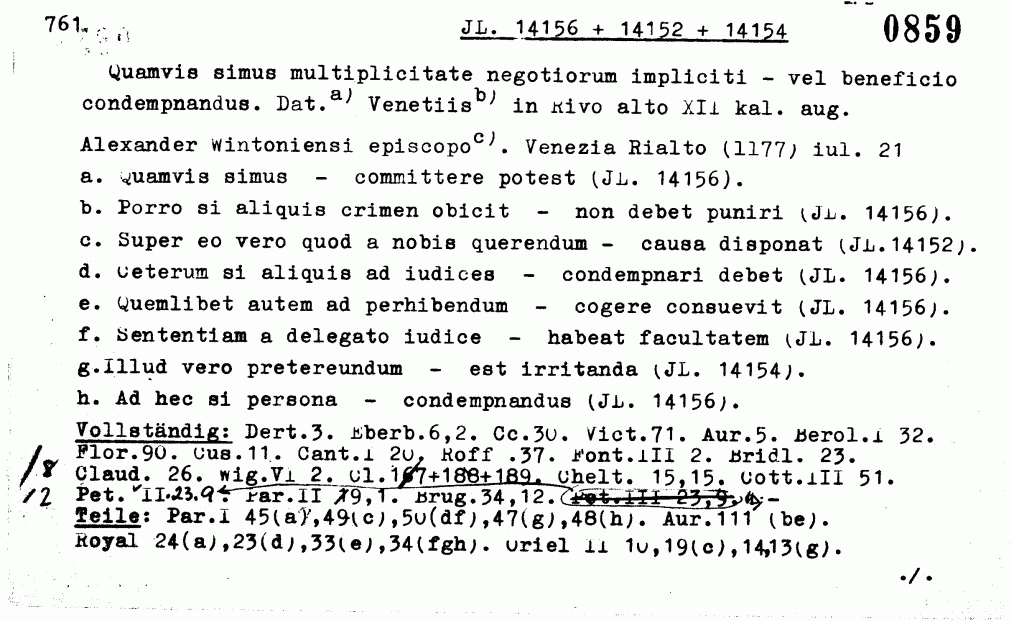 761. JL. 14156 + 14152 + 14154 0859
Quamvis simus multiplicitate negotiorum impliciti - vel beneficio
condempnandus. Dat.a) Venetiisb) in Rivo alto XII kal. aug.
Alexander Wintoniensi episcopoc). Venezia Rialto (1177) iul. 21
a. Quamvis simus - committere potest (JL. 14156).
b. Porro si aliquis crimen obicit - non debet puniri (JL. 14156).
c. Super eo vero quod a nobis querendum - causa disponat (JL.14152).
d. Ceterum si aliquis ad iudices - condempnari debet (JL. 14156).
e. Quemlibet autem ad perhibendum - cogere consuevit (JL. 14156).
f. Sententiam a delegato iudice - habeat facultatem (JL. 14156).
g.Illud vero pretereundum - est irritanda (JL. 14154).
h. Ad hec si persona - condempnandus (JL. 14156).
Vollständig: Dert.3. Eberb.6,2. Cc.30. Vict.71. Aur.5. Berol.I 32.
Flor.90. Cus.11. Cant.I 20. Roff .37. Font.III 2. Bridl. 23.
/8 Claud. 26. Wig.VI 2. Cl.167+188+189. Chelt. 15,15. Cott.III 51.
/2 Pet. II.23.9. Par.II 19,1. Brug.34,12. Pet.III 23,9. -
Teile: Par.I 45(a),49(c),50(df),47(g),48(h). Aur.111 (be).
Royal 24(a),23(d),33(e),34(fgh). Oriel II 10,19(c),14,13(g).
./.